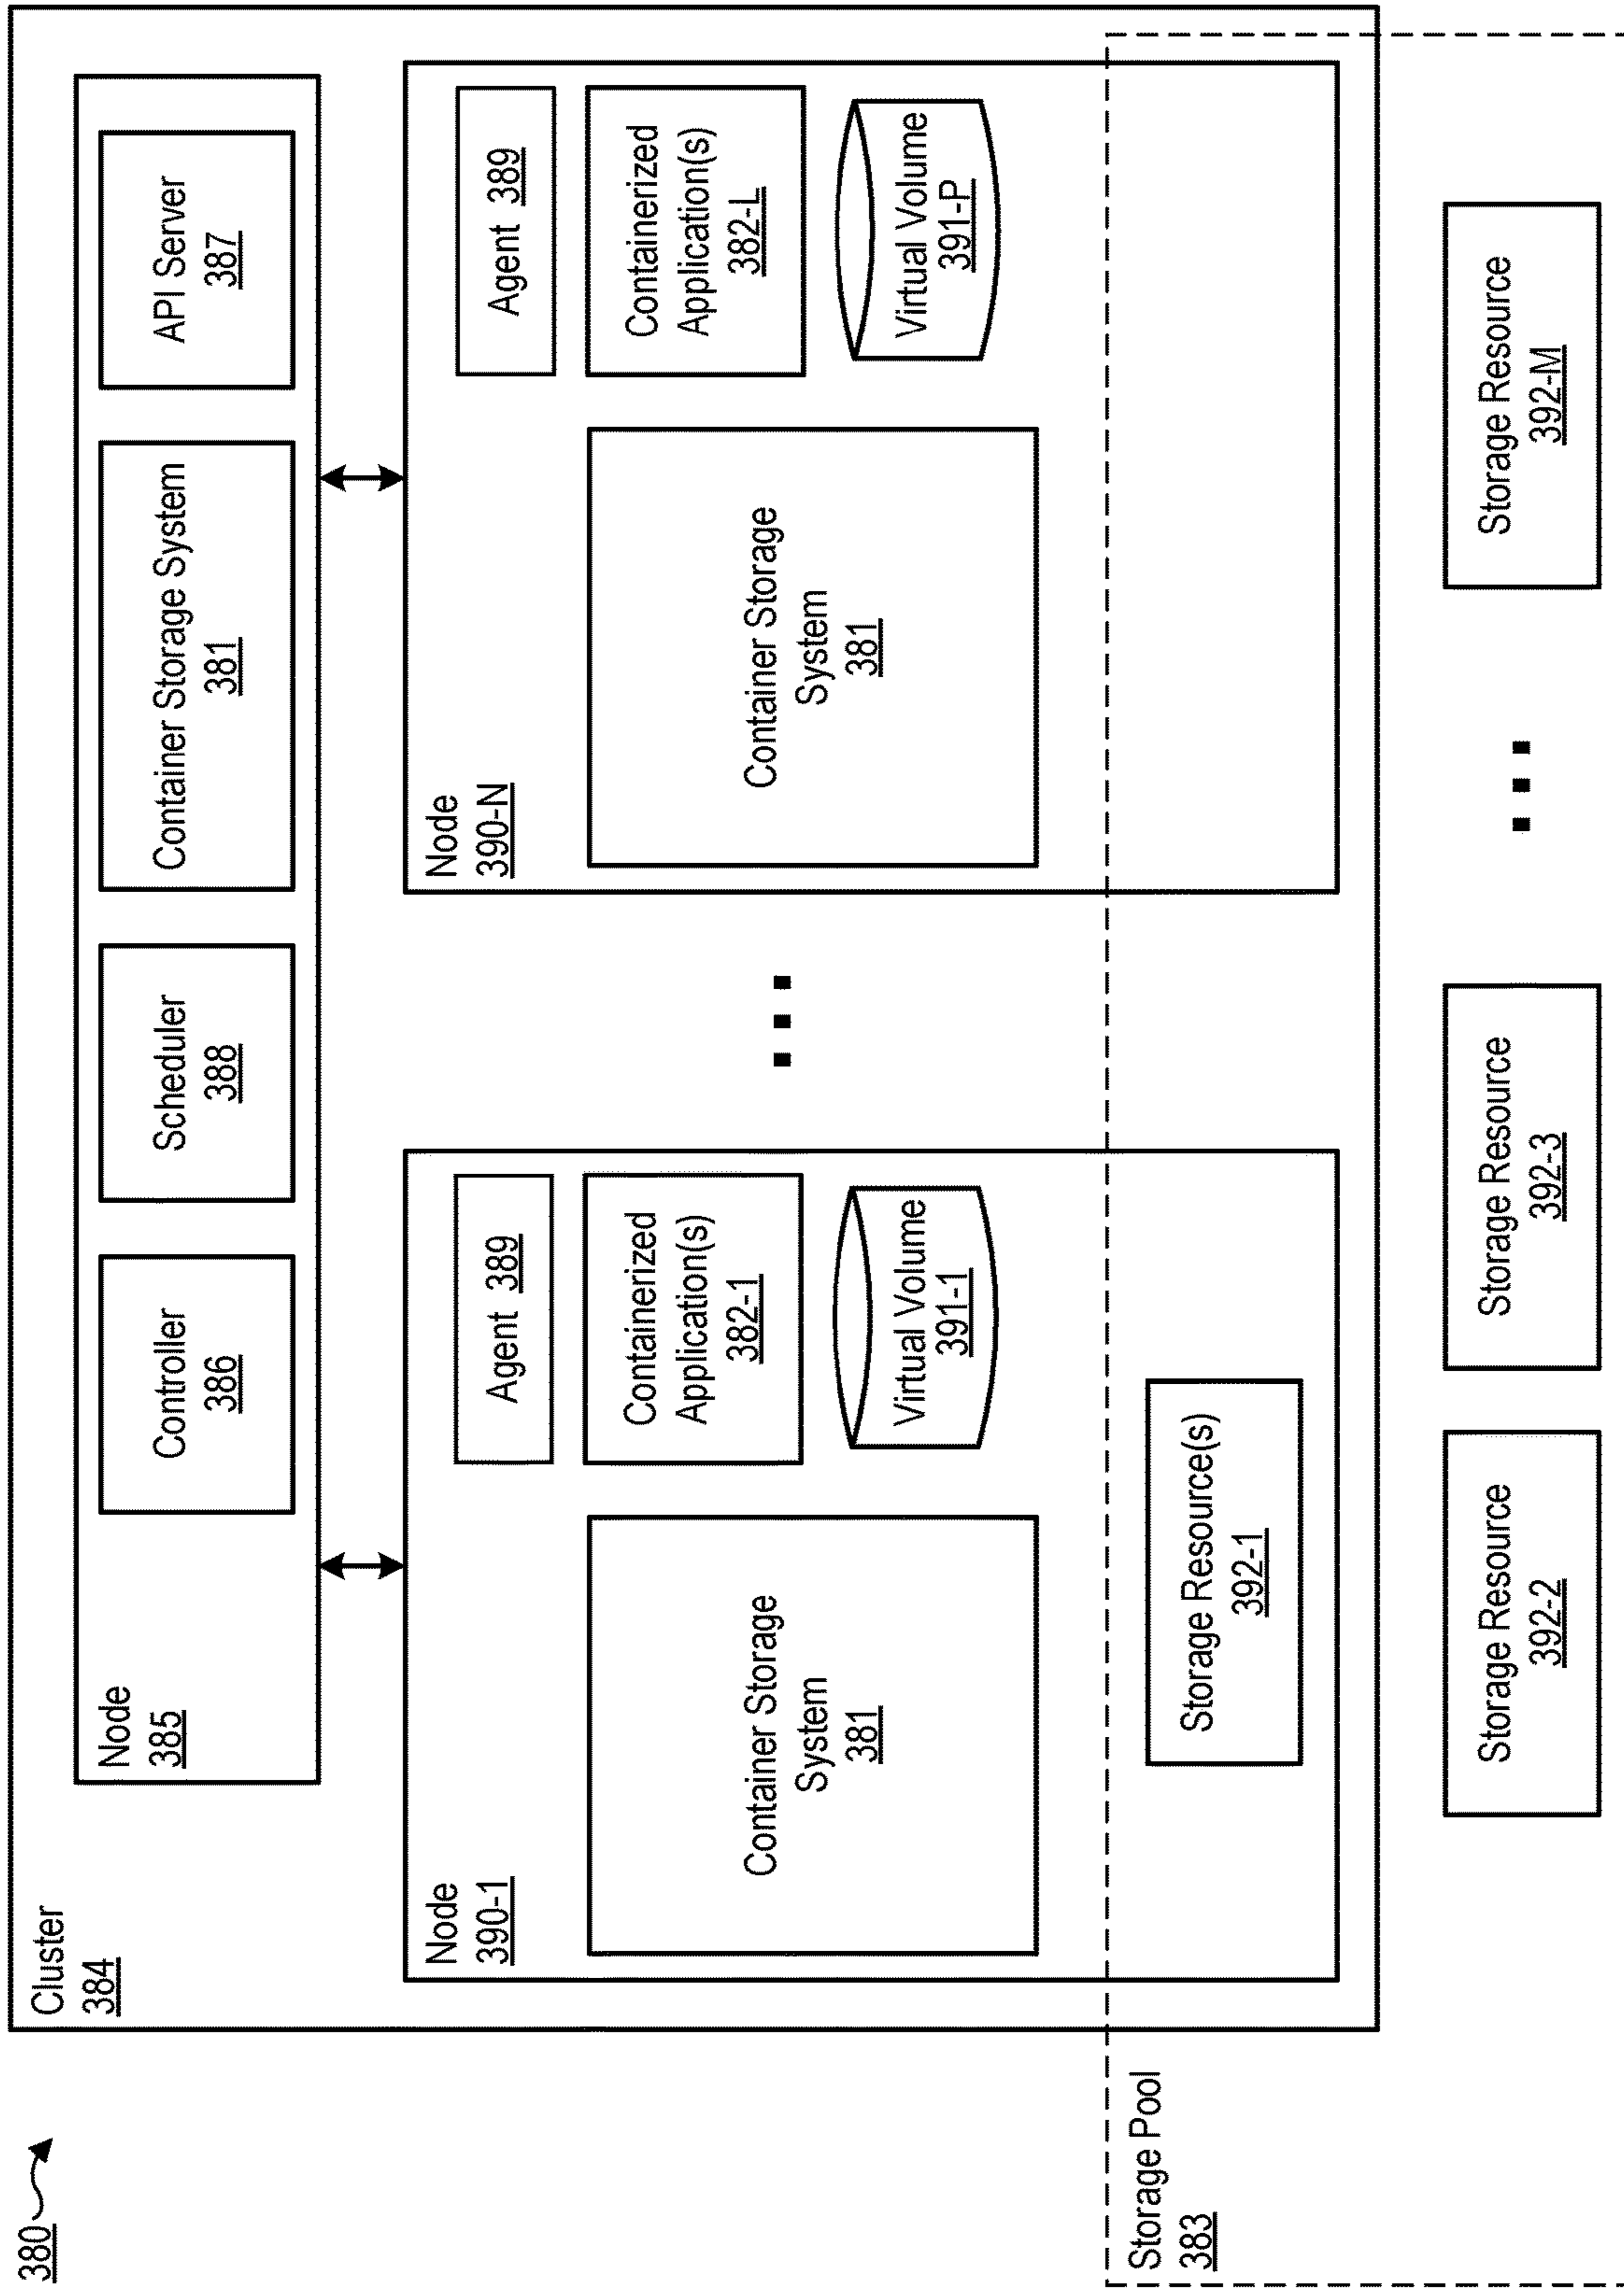 380
Cluster
384
Node
385
Controller
386
Scheduler
388
Container Storage System
381
API Server
387
Node
390-1
Container Storage
System
381
Agent 389
Containerized
Application(s)
382-1
Virtual Volume
391-1
Storage Resource(s)
392-1
Node
390-N
Container Storage
System
381
Agent 389
Containerized
Application(s)
382-L
Virtual Volume
391-P
Storage Pool
383
Storage Resource
392-2
Storage Resource
392-3
Storage Resource
392-M